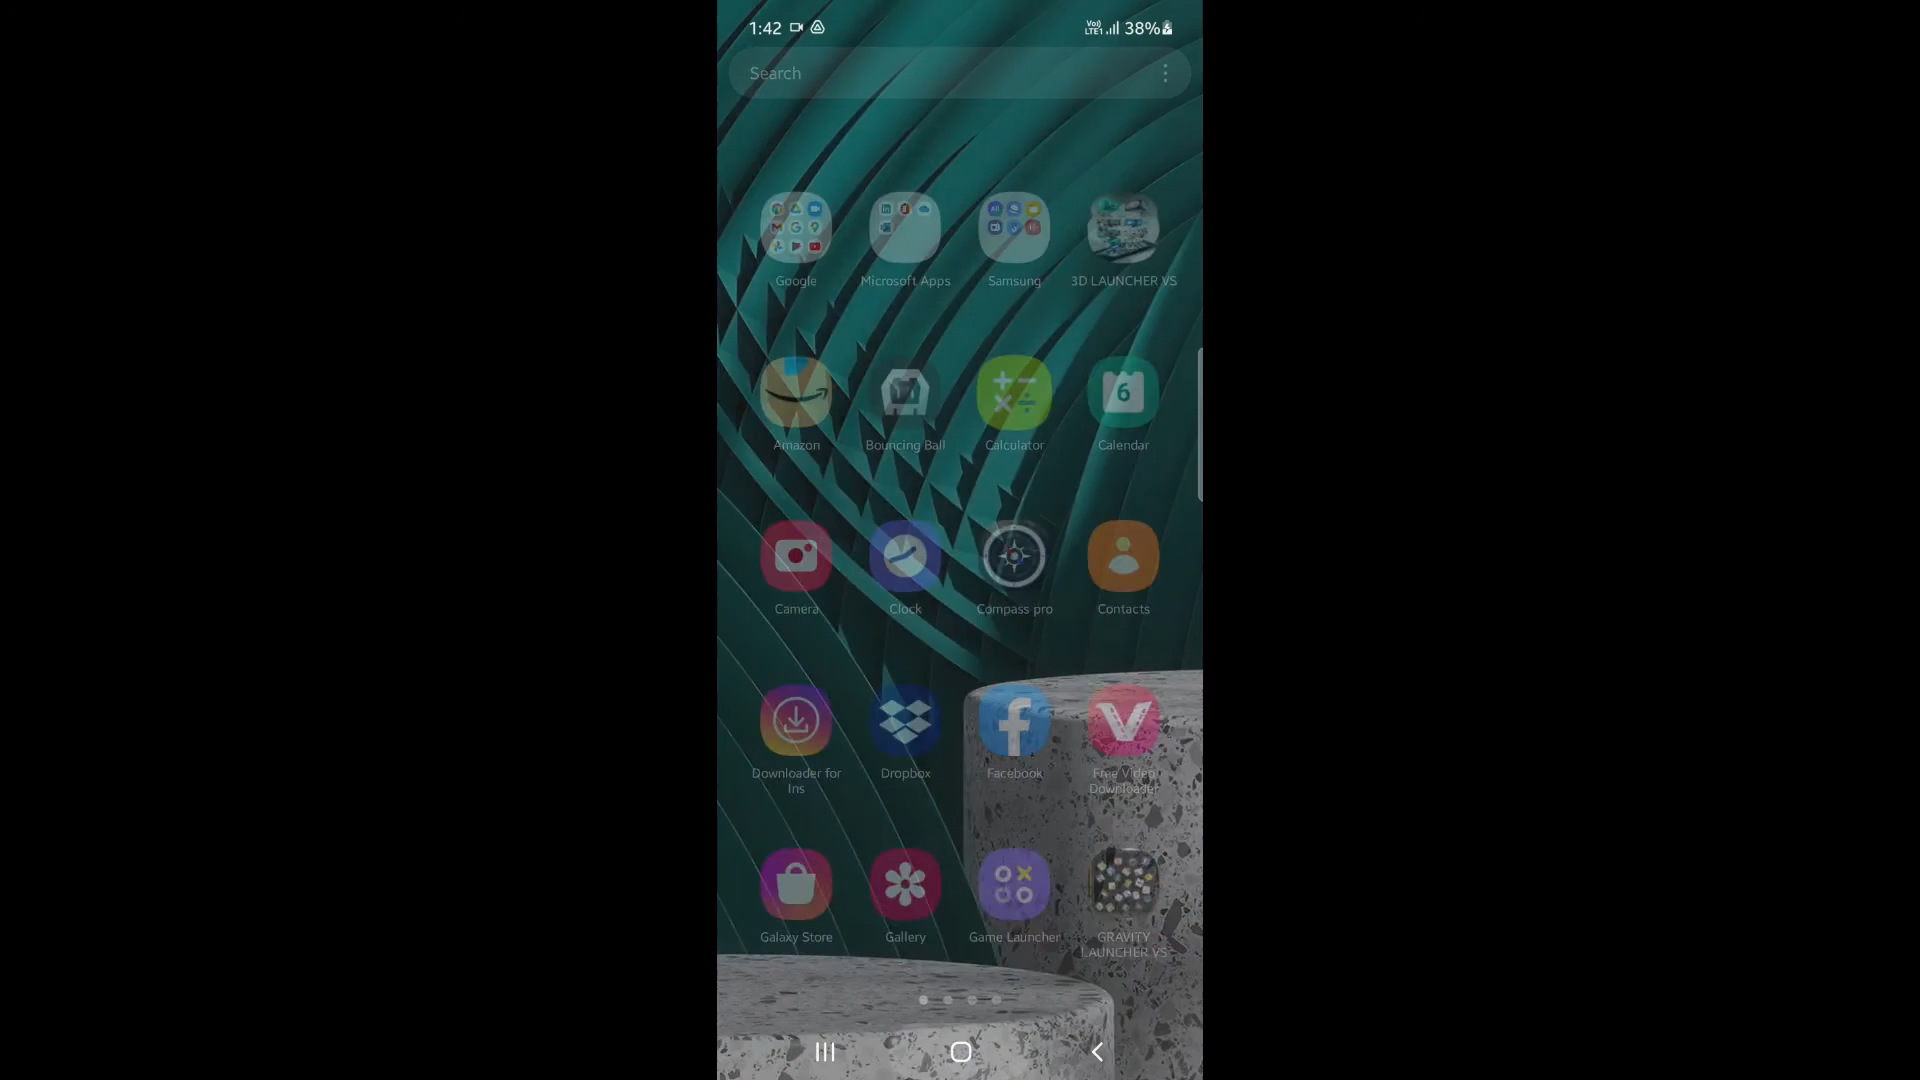 1:42
Vo)) LTE1 38%
Search
Google Microsoft Apps Samsung 3D LAUNCHER VS
6
Amazon Bouncing Ball Calculator Calendar
Camera Clock Compass pro Contacts
Downloader for Ins Dropbox Facebook Free Video Downloader
Galaxy Store Gallery Game Launcher GRAVITY LAUNCHER VS